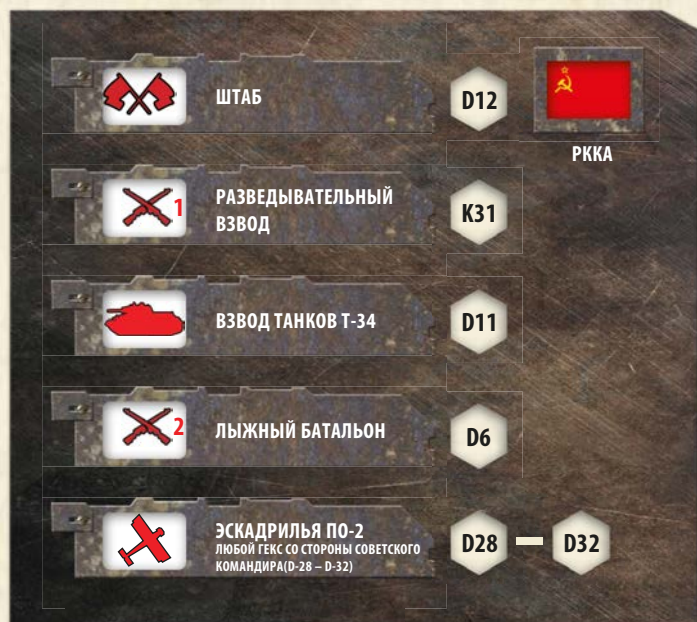 ШТАБ
D12
РККА
1
РАЗВЕДЫВАТЕЛЬНЫЙ
ВЗВОД
K31
ВЗВОД ТАНКОВ Т-34
D11
2
ЛЫЖНЫЙ БАТАЛЬОН
D6
ЭСКАДРИЛЬЯ ПО-2
ЛЮБОЙ ГЕКС СО СТОРОНЫ СОВЕТСКОГО
КОМАНДИРА(D-28 – D-32)
D28 – D32